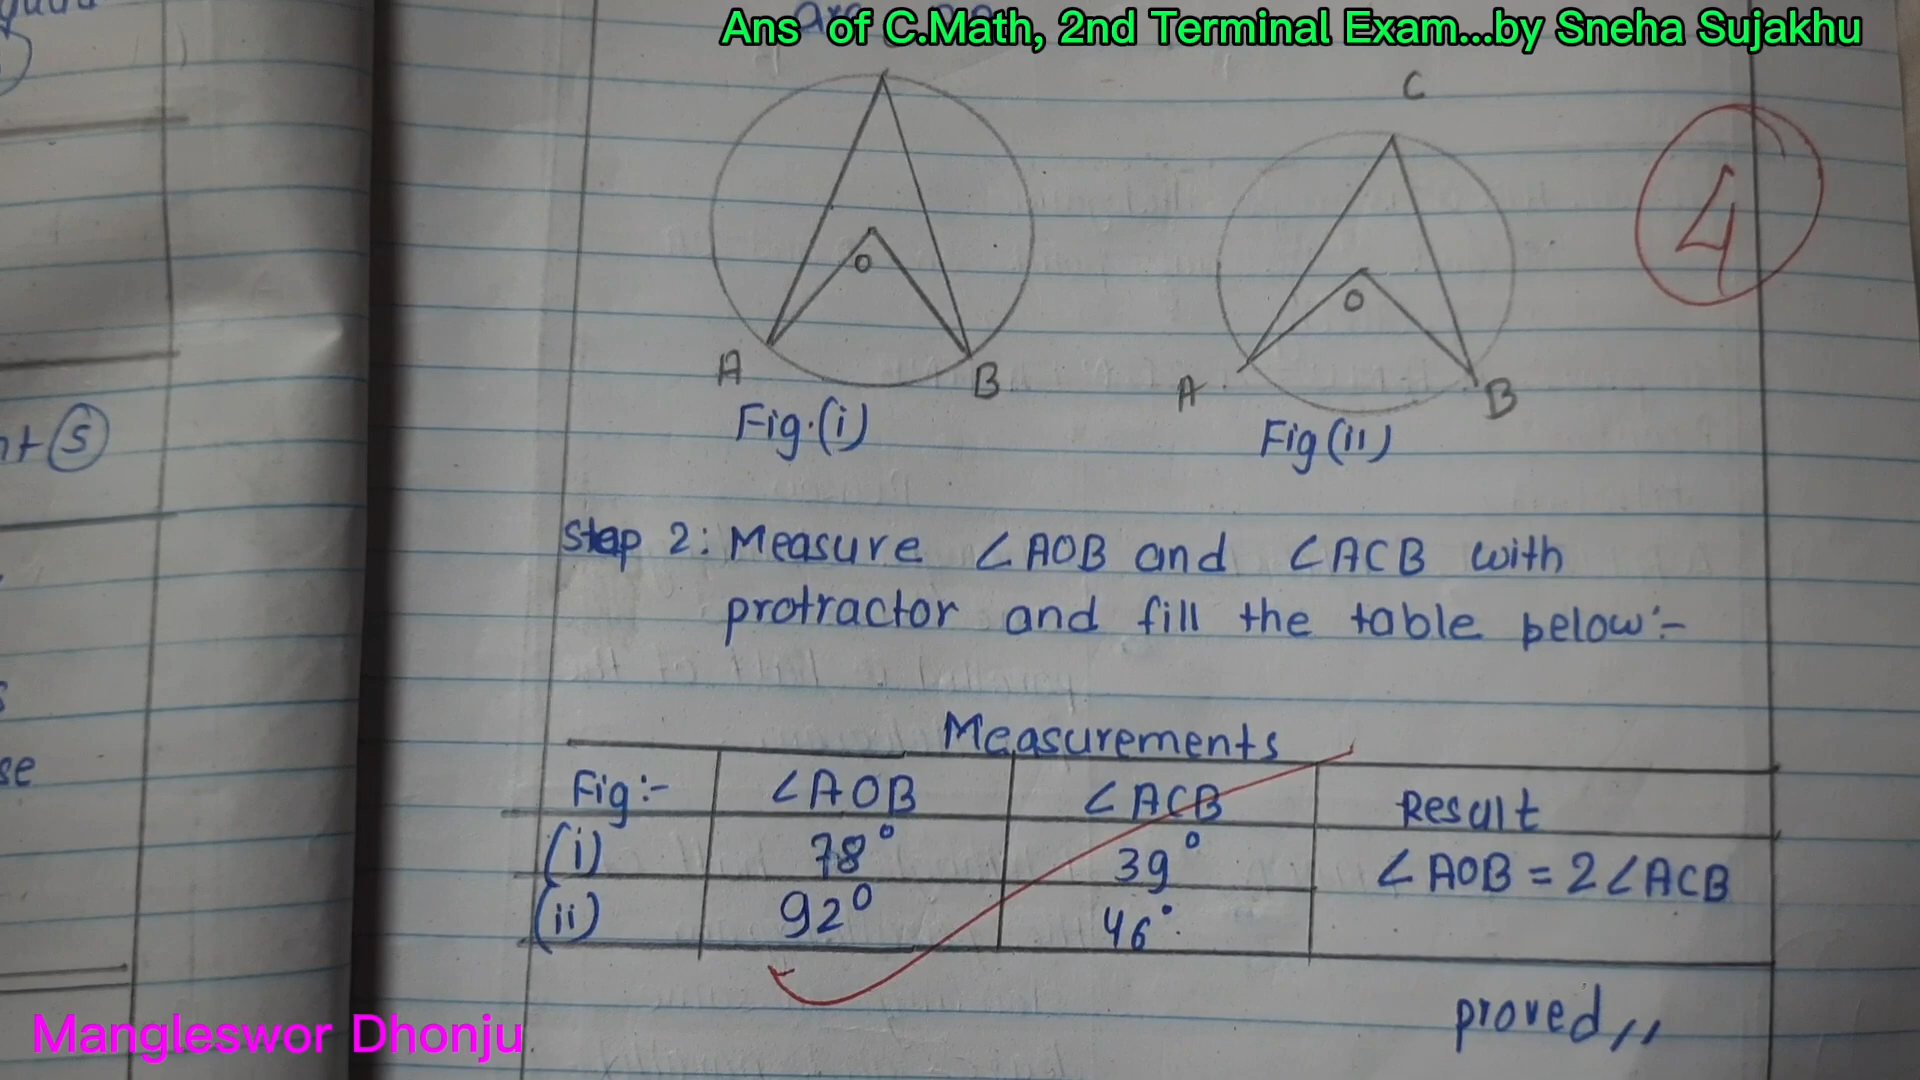 Ans of C.Math, 2nd Terminal Exam...by Sneha Sujakhu
C
4
O
O
A
B
A
B
Fig.(i)
Fig(ii)
5
Step 2: Measure ∠AOB and ∠ACB with
protractor and fill the table below:-
Measurements
Fig:- ∠AOB ∠ACB Result
(i) 78° 39° ∠AOB = 2∠ACB
(ii) 92° 46°
se
proved,,
Mangleswor Dhonju